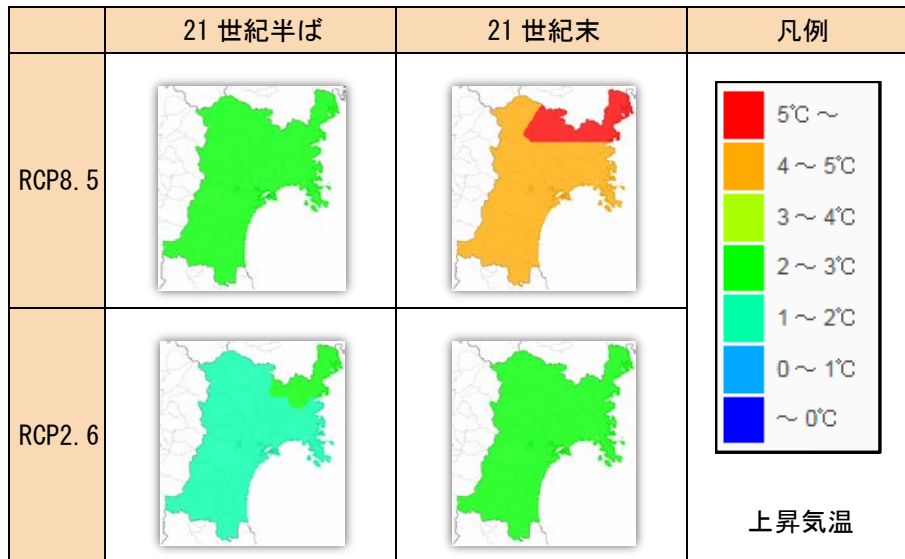 21 世紀半ば
21 世紀末
凡例
RCP8.5
5℃ ～
4 ～ 5℃
3 ～ 4℃
2 ～ 3℃
1 ～ 2℃
0 ～ 1℃
～ 0℃
RCP2.6
上昇気温